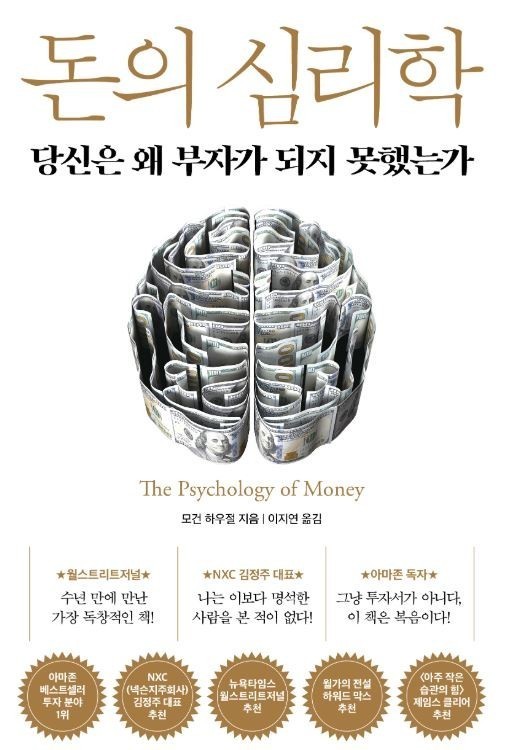 돈의 심리학
당신은 왜 부자가 되지 못했는가
The Psychology of Money
모건 하우절 지음 | 이지연 옮김
★월스트리트저널★
수년 만에 만난
가장 독창적인 책!
★NXC 김정주 대표★
나는 이보다 명석한
사람을 본 적이 없다!
★아마존 독자★
그냥 투자서가 아니다,
이 책은 복음이다!
아마존
베스트셀러
투자 분야
1위
NXC
(넥슨지주회사)
김정주 대표
추천
뉴욕타임스
월스트리트저널
추천
월가의 전설
하워드 막스
추천
〈아주 작은
습관의 힘〉
제임스 클리어
추천